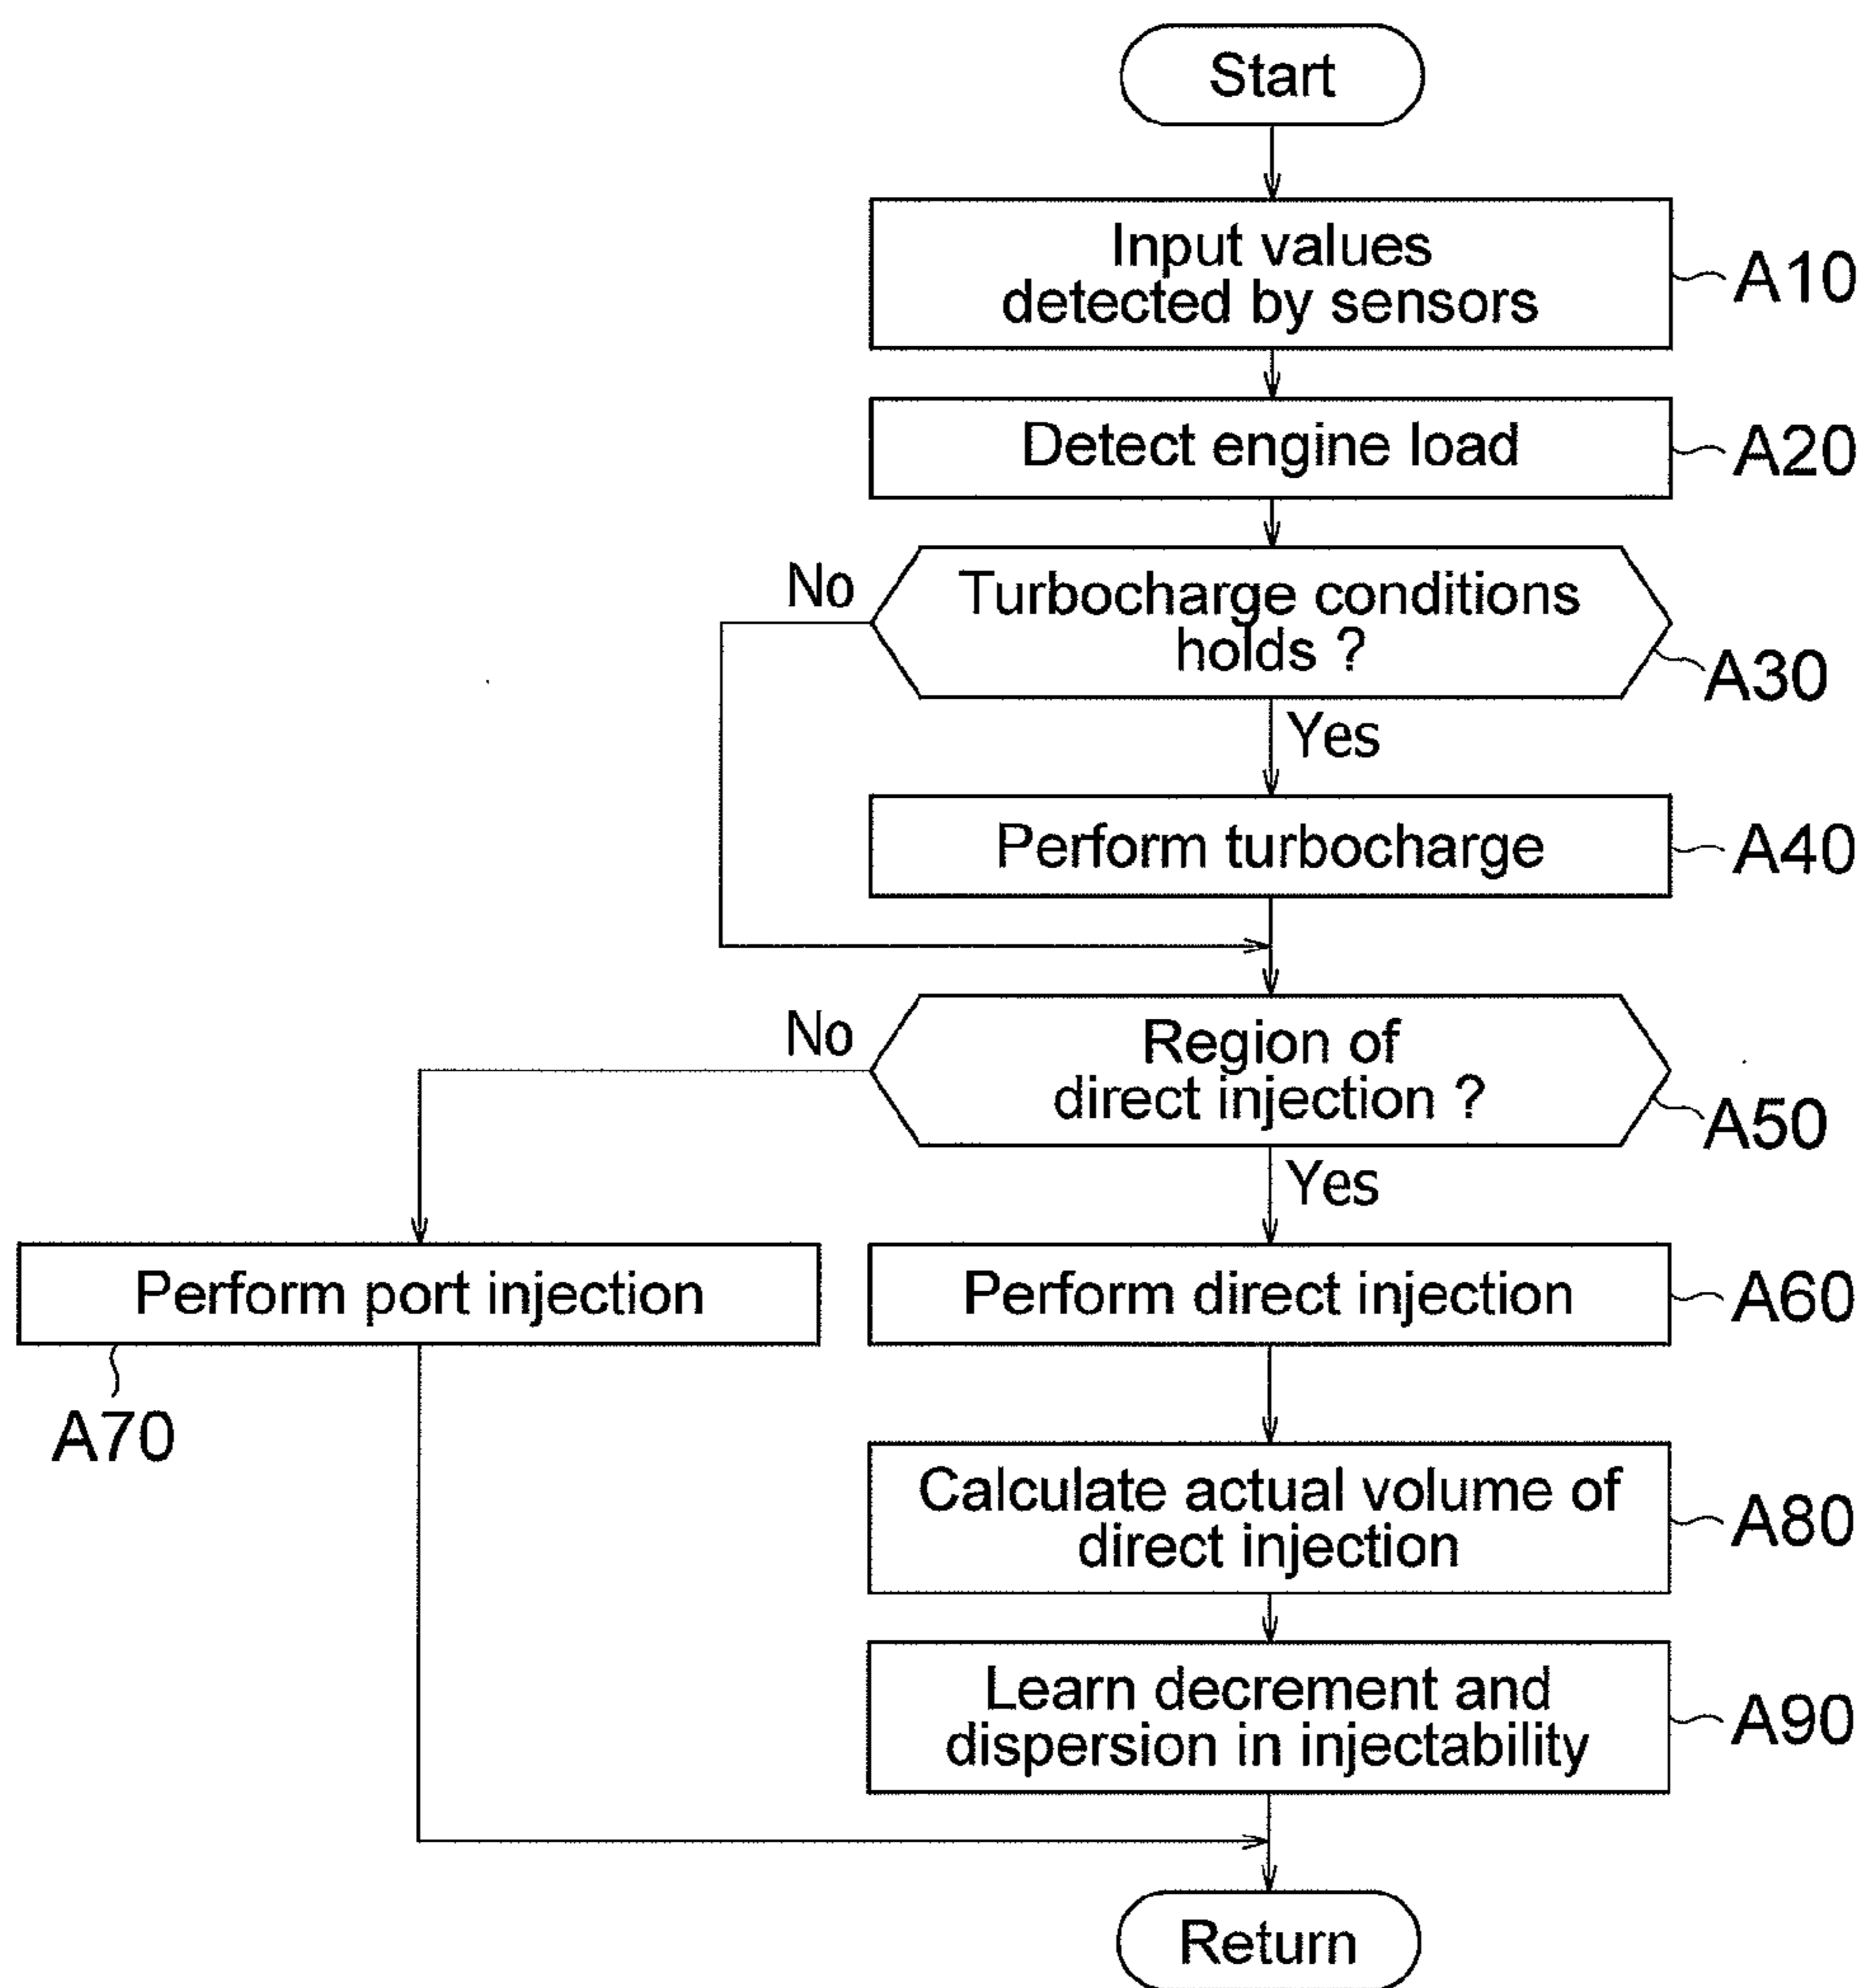 Start
Input values
detected by sensors
A10
Detect engine load
A20
No
Turbocharge conditions
holds ?
A30
Yes
Perform turbocharge
A40
No
Region of
direct injection ?
A50
Yes
Perform port injection
A70
Perform direct injection
A60
Calculate actual volume of
direct injection
A80
Learn decrement and
dispersion in injectability
A90
Return